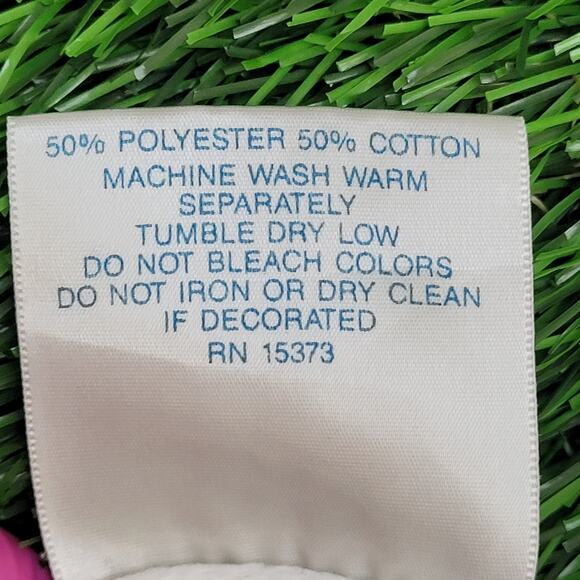 50% POLYESTER 50% COTTON
MACHINE WASH WARM
SEPARATELY
TUMBLE DRY LOW
DO NOT BLEACH COLORS
DO NOT IRON OR DRY CLEAN
IF DECORATED
RN 15373